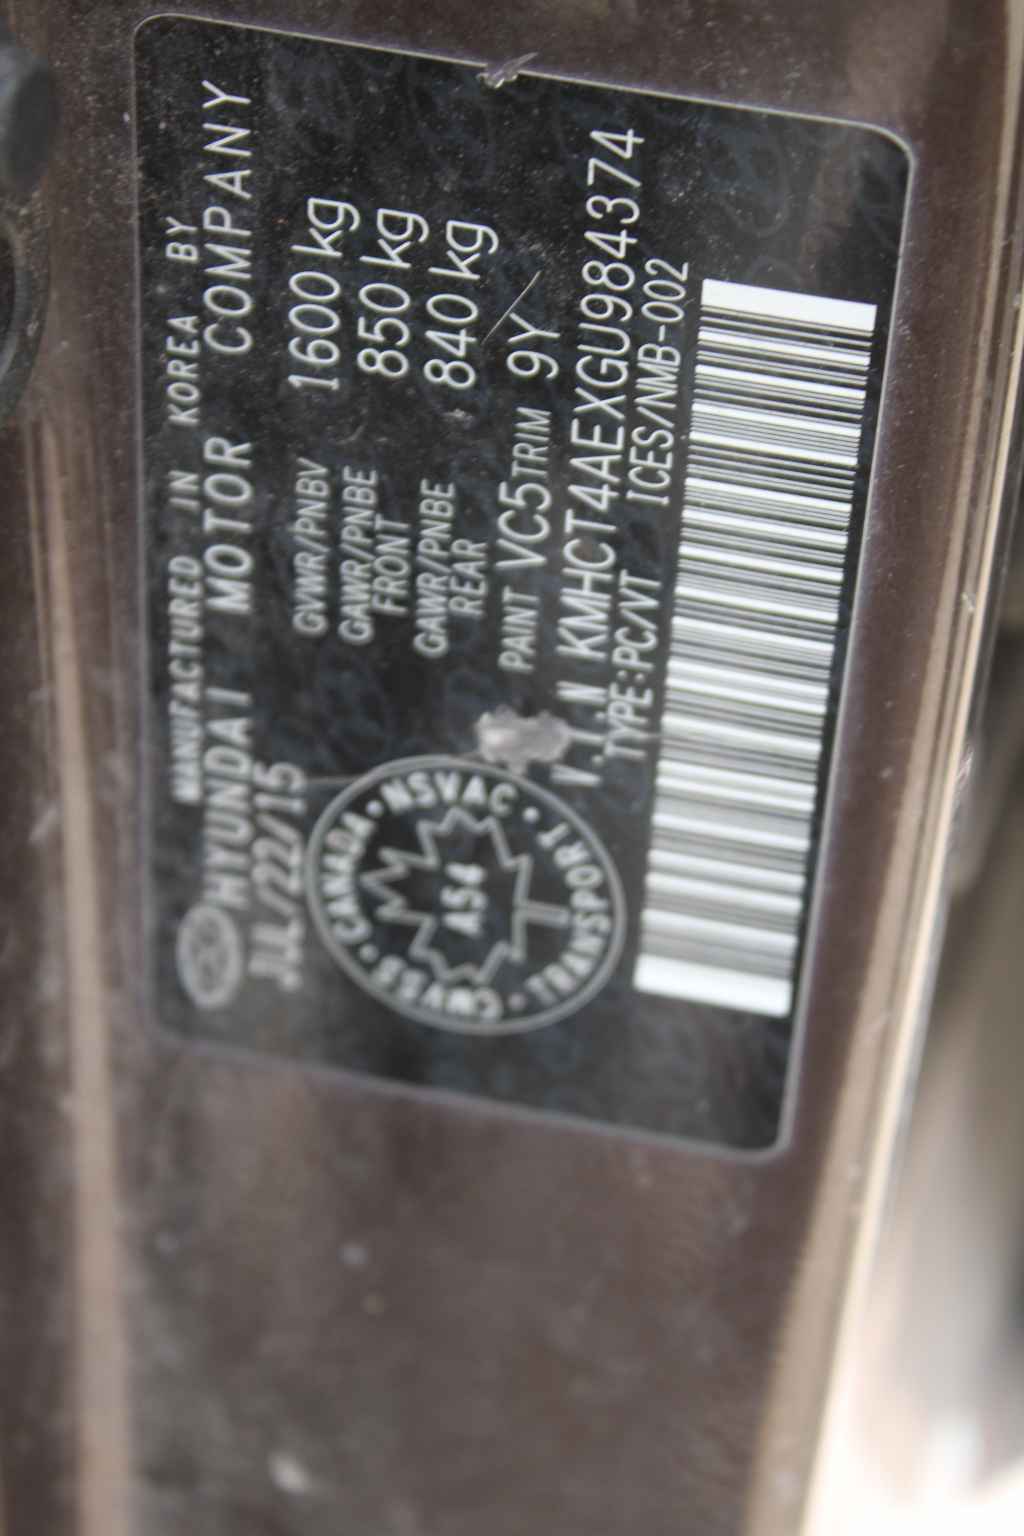 MANUFACTURED IN KOREA BY
HYUNDAI MOTOR COMPANY
JUL/22/15
GVWR/PNBV 1600 kg
GAWR/PNBE FRONT 850 kg
GAWR/PNBE REAR 840 kg
PAINT VC5 TRIM 9Y
V.I.N KMHCT4AEXGU984374
TYPE:PC/VT ICES/NMB-002
CMVSS · CANADA · NSVAC · TRANSPORT ·
A54